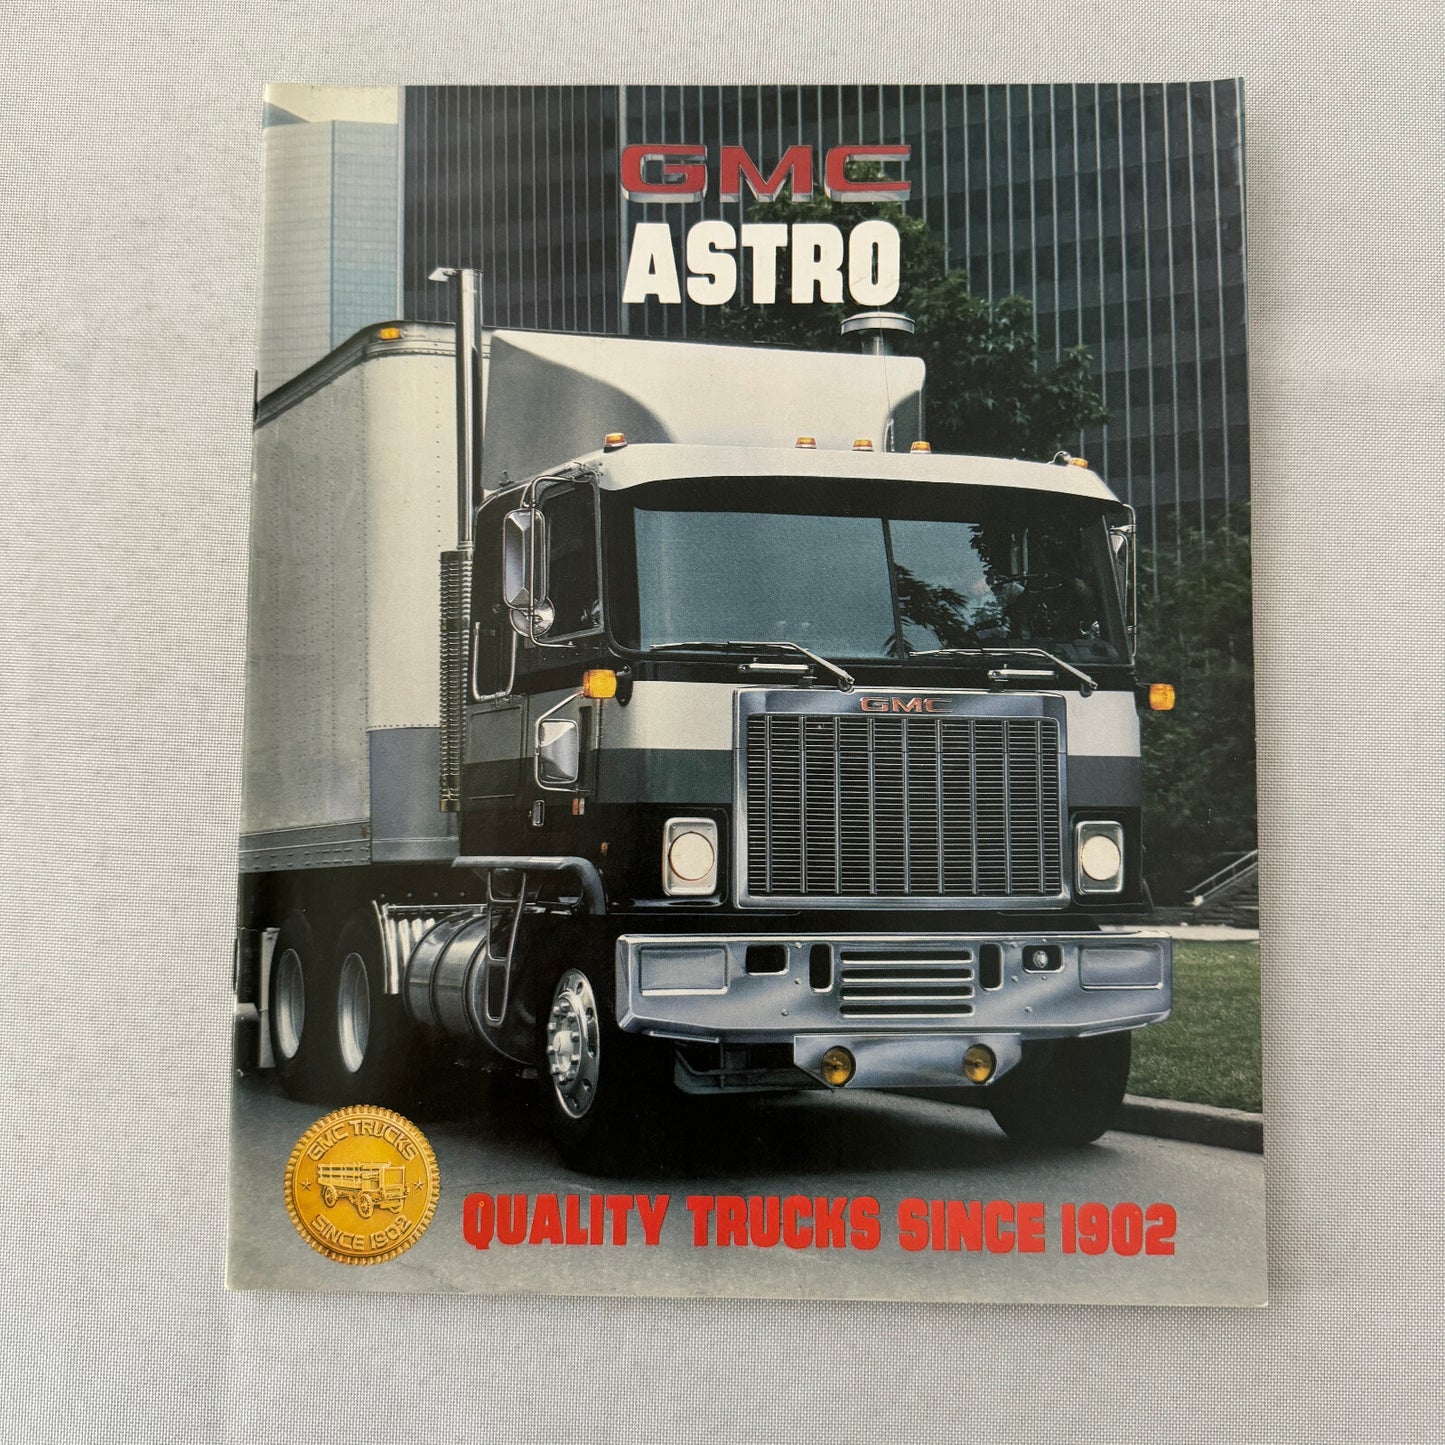 GMC
ASTRO
GMC
GMC TRUCKS
SINCE 1902
QUALITY TRUCKS SINCE 1902